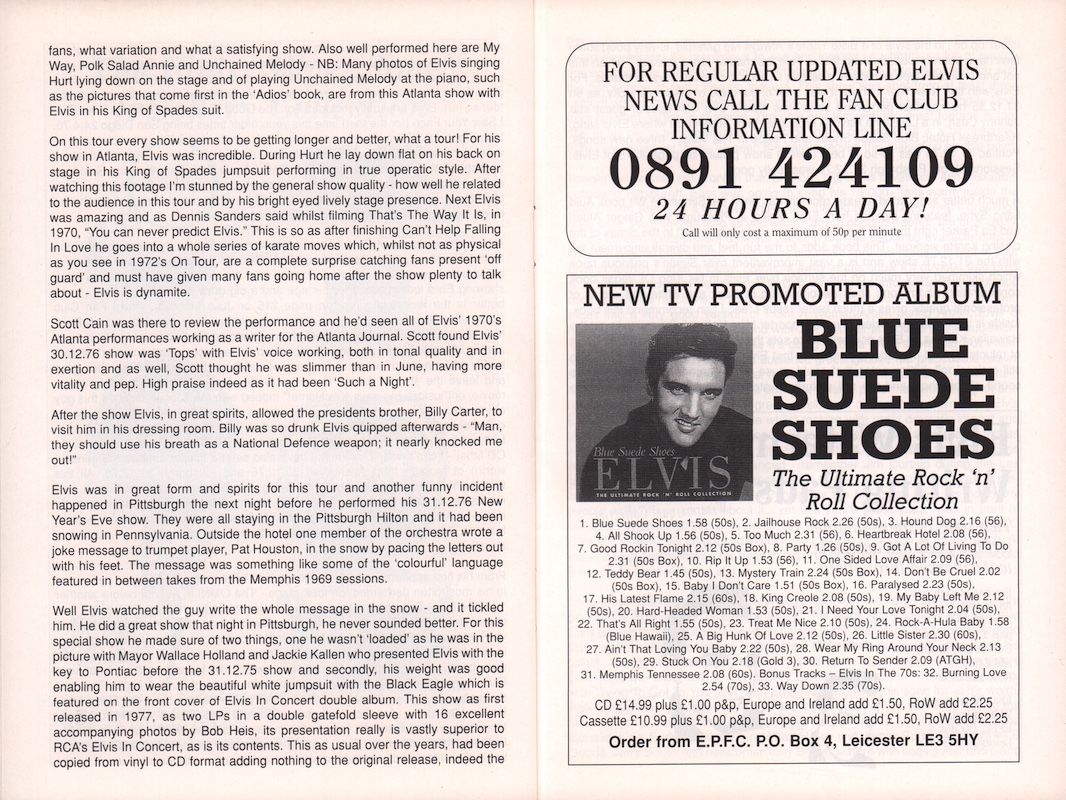 fans, what variation and what a satisfying show. Also well performed here are My
Way, Polk Salad Annie and Unchained Melody - NB: Many photos of Elvis singing
Hurt lying down on the stage and of playing Unchained Melody at the piano, such
as the pictures that come first in the 'Adios' book, are from this Atlanta show with
Elvis in his King of Spades suit.
On this tour every show seems to be getting longer and better, what a tour! For his
show in Atlanta, Elvis was incredible. During Hurt he lay down flat on his back on
stage in his King of Spades jumpsuit performing in true operatic style. After
watching this footage I'm stunned by the general show quality - how well he related
to the audience in this tour and by his bright eyed lively stage presence. Next Elvis
was amazing and as Dennis Sanders said whilst filming That's The Way It Is, in
1970, “You can never predict Elvis.” This is so as after finishing Can't Help Falling
In Love he goes into a whole series of karate moves which, whilst not as physical
as you see in 1972's On Tour, are a complete surprise catching fans present 'off
guard' and must have given many fans going home after the show plenty to talk
about - Elvis is dynamite.
Scott Cain was there to review the performance and he'd seen all of Elvis' 1970's
Atlanta performances working as a writer for the Atlanta Journal. Scott found Elvis'
30.12.76 show was 'Tops' with Elvis' voice working, both in tonal quality and in
exertion and as well, Scott thought he was slimmer than in June, having more
vitality and pep. High praise indeed as it had been 'Such a Night'.
After the show Elvis, in great spirits, allowed the presidents brother, Billy Carter, to
visit him in his dressing room. Billy was so drunk Elvis quipped afterwards - “Man,
they should use his breath as a National Defence weapon; it nearly knocked me
out!”
Elvis was in great form and spirits for this tour and another funny incident
happened in Pittsburgh the next night before he performed his 31.12.76 New
Year's Eve show. They were all staying in the Pittsburgh Hilton and it had been
snowing in Pennsylvania. Outside the hotel one member of the orchestra wrote a
joke message to trumpet player, Pat Houston, in the snow by pacing the letters out
with his feet. The message was something like some of the 'colourful' language
featured in between takes from the Memphis 1969 sessions.
Well Elvis watched the guy write the whole message in the snow - and it tickled
him. He did a great show that night in Pittsburgh, he never sounded better. For this
special show he made sure of two things, one he wasn't 'loaded' as he was in the
picture with Mayor Wallace Holland and Jackie Kallen who presented Elvis with the
key to Pontiac before the 31.12.75 show and secondly, his weight was good
enabling him to wear the beautiful white jumpsuit with the Black Eagle which is
featured on the front cover of Elvis In Concert double album. This show as first
released in 1977, as two LPs in a double gatefold sleeve with 16 excellent
accompanying photos by Bob Heis, its presentation really is vastly superior to
RCA's Elvis In Concert, as is its contents. This as usual over the years, had been
copied from vinyl to CD format adding nothing to the original release, indeed the
FOR REGULAR UPDATED ELVIS
NEWS CALL THE FAN CLUB
INFORMATION LINE
0891 424109
24 HOURS A DAY!
Call will only cost a maximum of 50p per minute
NEW TV PROMOTED ALBUM
BLUE
SUEDE
SHOES
The Ultimate Rock 'n'
Roll Collection
Blue Suede Shoes
ELVIS
THE ULTIMATE ROCK 'N' ROLL COLLECTION
1. Blue Suede Shoes 1.58 (50s), 2. Jailhouse Rock 2.26 (50s), 3. Hound Dog 2.16 (56),
4. All Shook Up 1.56 (50s), 5. Too Much 2.31 (56), 6. Heartbreak Hotel 2.08 (56),
7. Good Rockin Tonight 2.12 (50s Box), 8. Party 1.26 (50s), 9. Got A Lot Of Living To Do
2.31 (50s Box), 10. Rip It Up 1.53 (56), 11. One Sided Love Affair 2.09 (56),
12. Teddy Bear 1.45 (50s), 13. Mystery Train 2.24 (50s Box), 14. Don't Be Cruel 2.02
(50s Box), 15. Baby I Don't Care 1.51 (50s Box), 16. Paralysed 2.23 (50s),
17. His Latest Flame 2.15 (60s), 18. King Creole 2.08 (50s), 19. My Baby Left Me 2.12
(50s), 20. Hard-Headed Woman 1.53 (50s), 21. I Need Your Love Tonight 2.04 (50s),
22. That's All Right 1.55 (50s), 23. Treat Me Nice 2.10 (50s), 24. Rock-A-Hula Baby 1.58
(Blue Hawaii), 25. A Big Hunk Of Love 2.12 (50s), 26. Little Sister 2.30 (60s),
27. Ain't That Loving You Baby 2.22 (50s), 28. Wear My Ring Around Your Neck 2.13
(50s), 29. Stuck On You 2.18 (Gold 3), 30. Return To Sender 2.09 (ATGH),
31. Memphis Tennessee 2.08 (60s). Bonus Tracks – Elvis In The 70s: 32. Burning Love
2.54 (70s), 33. Way Down 2.35 (70s).
CD £14.99 plus £1.00 p&p, Europe and Ireland add £1.50, RoW add £2.25
Cassette £10.99 plus £1.00 p&p, Europe and Ireland add £1.50, RoW add £2.25
Order from E.P.F.C. P.O. Box 4, Leicester LE3 5HY